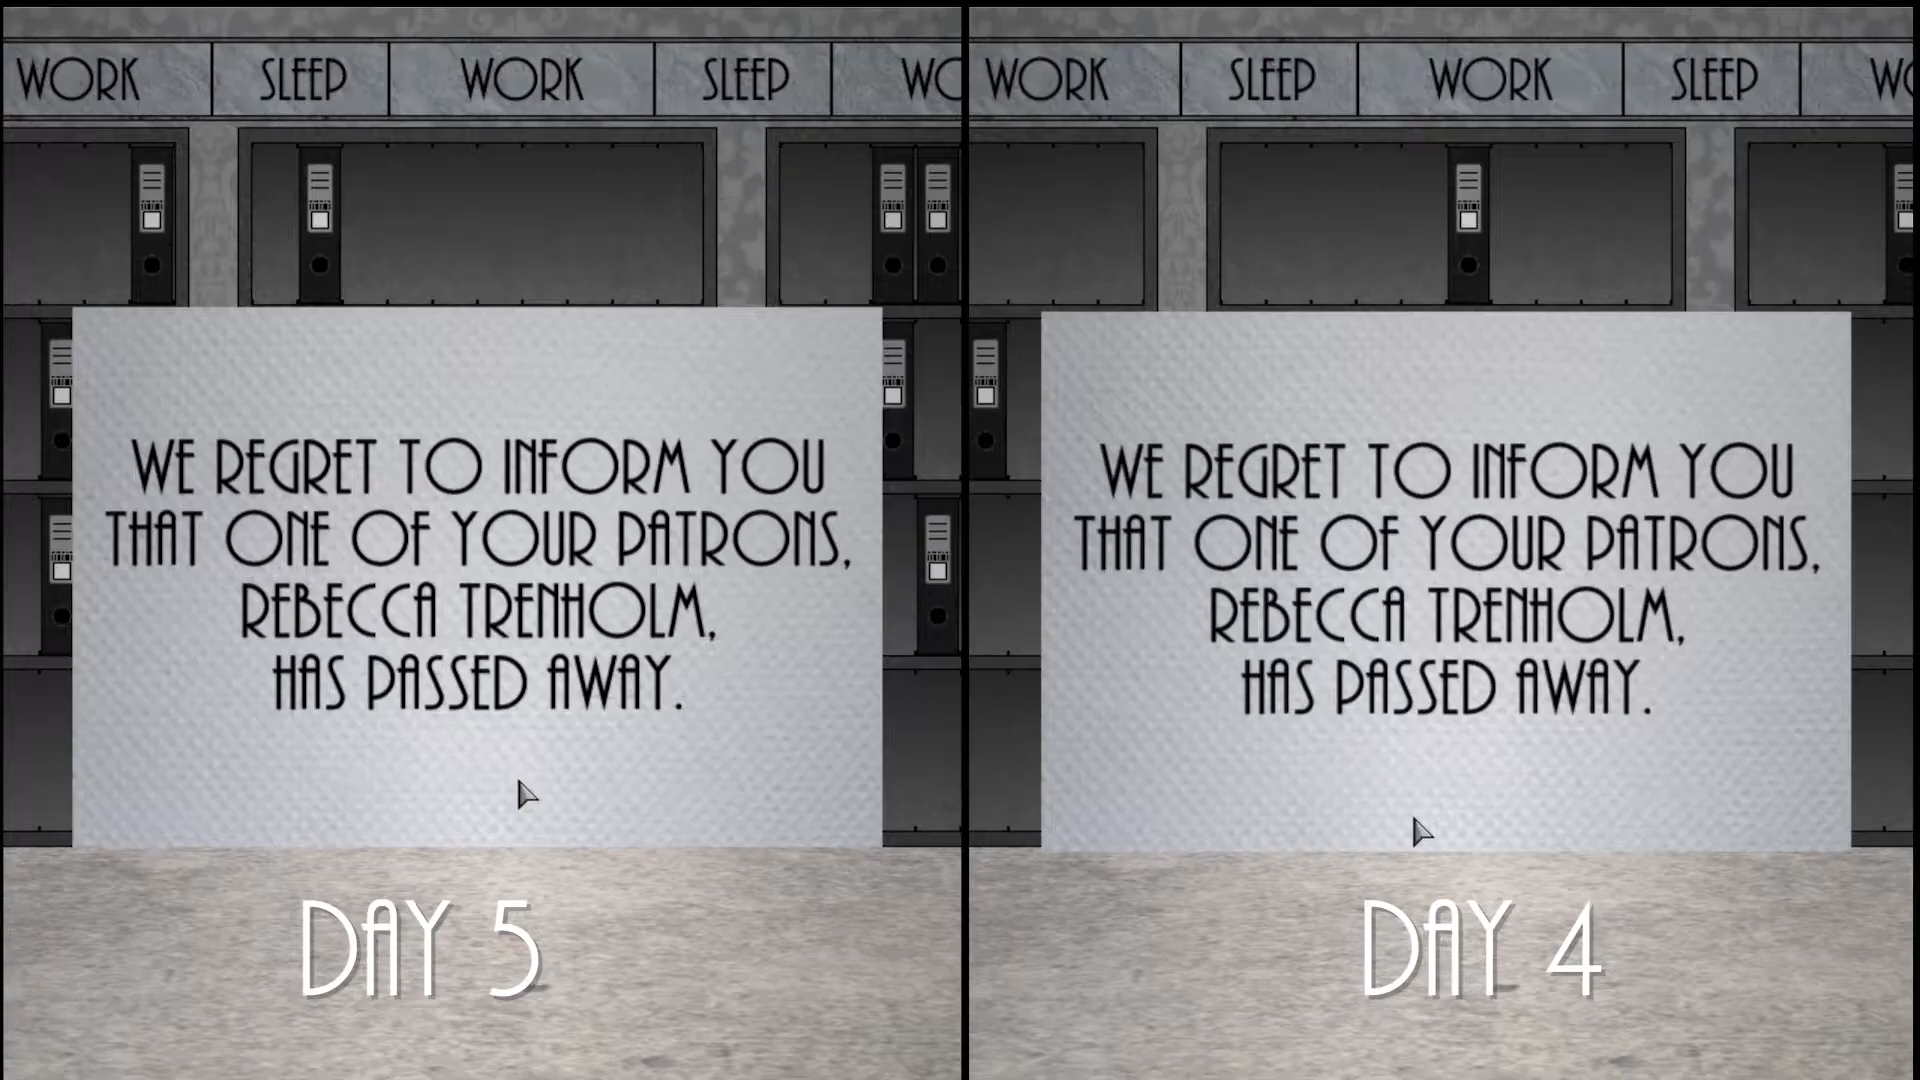 WORK SLEEP WORK SLEEP WO
WE REGRET TO INFORM YOU
THAT ONE OF YOUR PATRONS,
REBECCA TRENHOLM,
HAS PASSED AWAY.
DAY 5
WORK SLEEP WORK SLEEP WO
WE REGRET TO INFORM YOU
THAT ONE OF YOUR PATRONS,
REBECCA TRENHOLM,
HAS PASSED AWAY.
DAY 4